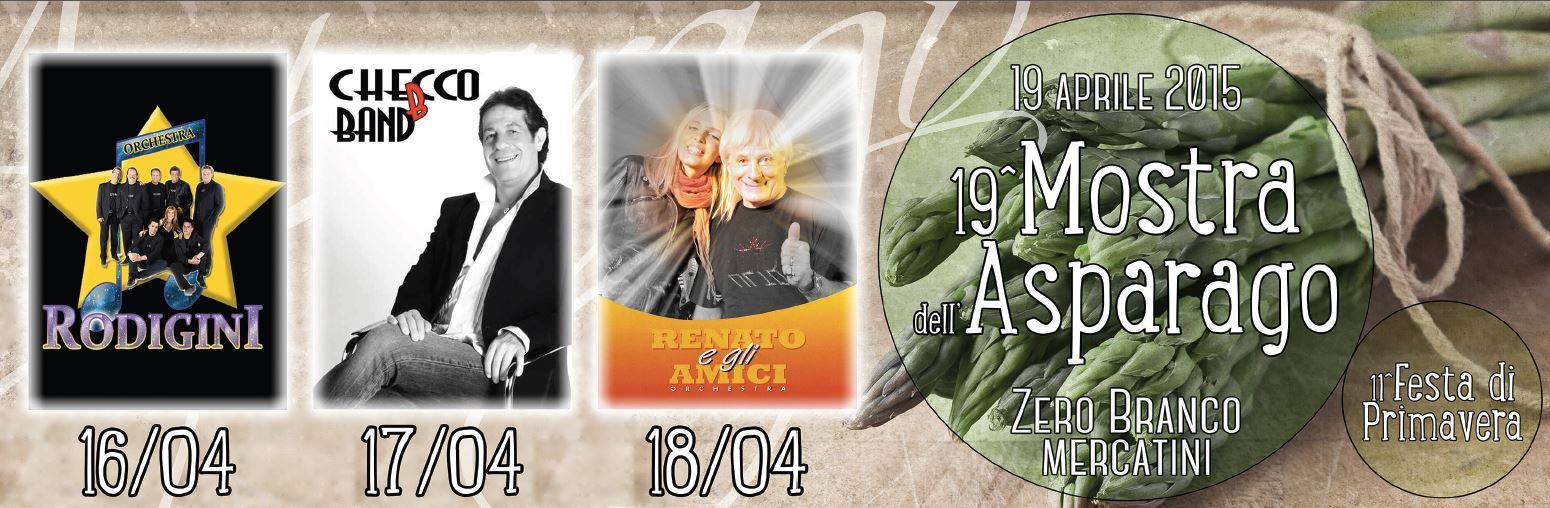 ORCHESTRA
RODIGINI
16/04
CHECCO
BAND
17/04
RENATO
e gli
AMICI
ORCHESTRA
18/04
19 APRILE 2015
19^ Mostra
dell' Asparago
ZERO BRANCO
MERCATINI
11^ Festa di
Primavera